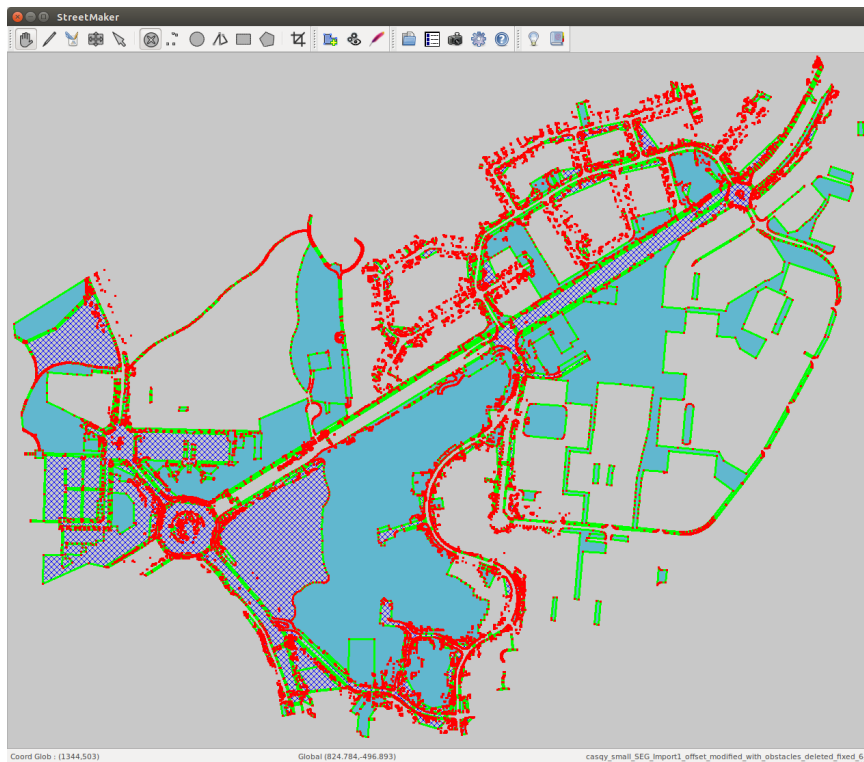 StreetMaker
Coord Glob : (1344,503)
Global (824.784,-496.893)
casqy_small_SEG_Import1_offset_modified_with_obstacles_deleted_fixed_6